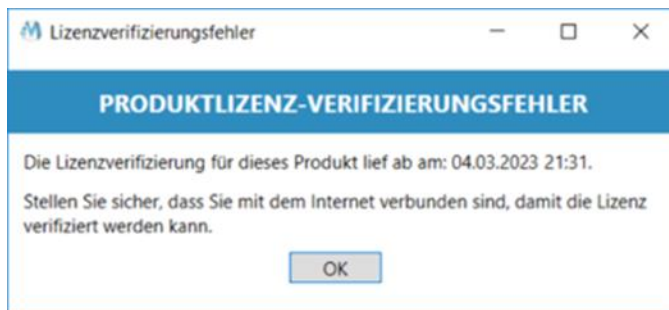 Lizenzverifizierungsfehler
PRODUKTLIZENZ-VERIFIZIERUNGSFEHLER
Die Lizenzverifizierung für dieses Produkt lief ab am: 04.03.2023 21:31.
Stellen Sie sicher, dass Sie mit dem Internet verbunden sind, damit die Lizenz
verifiziert werden kann.
OK